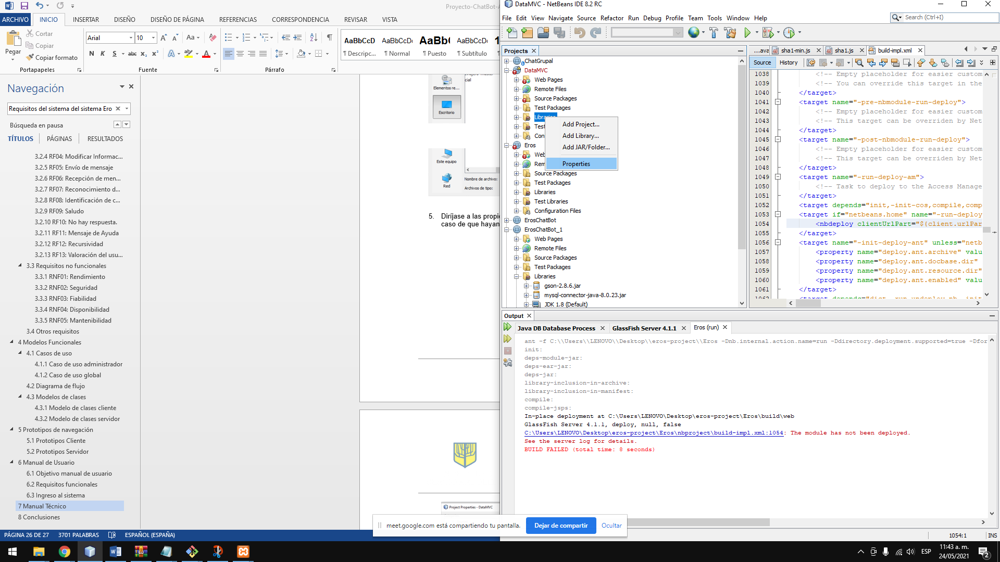 Proyecto-ChatBot-A
ARCHIVO INICIO INSERTAR DISEÑO DISEÑO DE PÁGINA REFERENCIAS CORRESPONDENCIA REVISAR VISTA
Pegar
Cortar
Copiar
Copiar formato
Portapapeles
Arial 10
N K S abc x₂ x²
Fuente
Párrafo
AaBbCcD AaBbCcDc AaBb( AaBbCcDc 1
¶ Descripc... ¶ Normal ¶ Puesto ¶ Subtítulo
Navegación
Requisitos del sistema del sistema Ero
Búsqueda en pausa
TÍTULOS PÁGINAS RESULTADOS
3.2.4 RF04: Modificar Informac...
3.2.5 RF05: Envío de mensaje
3.2.6 RF06: Recepción de men...
3.2.7 RF07: Reconocimiento d...
3.2.8 RF08: Identificación de c...
3.2.9 RF09: Saludo
3.2.10 RF10: No hay respuesta.
3.2.11 RF11: Mensaje de Ayuda
3.2.12 RF12: Recursividad
3.2.13 RF13: Valoración del usu...
3.3 Requisitos no funcionales
3.3.1 RNF01: Rendimiento
3.3.2 RNF02: Seguridad
3.3.3 RNF03: Fiabilidad
3.3.4 RNF04: Disponibilidad
3.3.5 RNF05: Mantenibilidad
3.4 Otros requisitos
4 Modelos Funcionales
4.1 Casos de uso
4.1.1 Caso de uso administrador
4.1.2 Caso de uso global
4.2 Diagrama de flujo
4.3 Modelos de clases
4.3.1 Modelo de clases cliente
4.3.2 Modelo de clases servidor
5 Prototipos de navegación
5.1 Prototipos Cliente
5.2 Prototipos Servidor
6 Manual de Usuario
6.1 Objetivo manual de usuario
6.2 Requisitos funcionales
6.3 Ingreso al sistema
7 Manual Técnico
8 Conclusiones
cial
Elementos re...
Escritorio
Este equipo
Red
Nombre de archivo:
Archivos de tipo:
5. Diríjase a las propie
caso de que hayan
Project Properties - DataMVC
PÁGINA 26 DE 27 3701 PALABRAS ESPAÑOL (ESPAÑA)
DataMVC - NetBeans IDE 8.2 RC
File Edit View Navigate Source Refactor Run Debug Profile Team Tools Window Help
Search (Ctrl+I)
Projects
ChatGrupal
DataMVC
Web Pages
Remote Files
Source Packages
Test Packages
Libraries
Test
Con
Eros
Web
Rem
Source Packages
Test Packages
Libraries
Test Libraries
Configuration Files
ErosChatBot
ErosChatBot_1
Web Pages
Remote Files
Source Packages
Test Packages
Libraries
gson-2.8.6.jar
mysql-connector-java-8.0.23.jar
JDK 1.8 (Default)
Add Project...
Add Library...
Add JAR/Folder...
Properties
...ava sha1-min.js sha1.js build-impl.xml
Source History
1038 <!-- Empty placeholder for easier custom
1039 <!-- You can override this target in the
1040 </target>
1041 <target name="-pre-nbmodule-run-deploy">
1042 <!-- Empty placeholder for easier custom
1043 <!-- This target can be overriden by Net
1044 </target>
1045 <target name="-post-nbmodule-run-deploy">
1046 <!-- Empty placeholder for easier custom
1047 <!-- This target can be overriden by Net
1048 </target>
1049 <target name="-run-deploy-am">
1050 <!-- Task to deploy to the Access Manage
1051 </target>
1052 <target depends="init,-init-cos,compile,comp
1053 <target if="netbeans.home" name="-run-deploy
1054 <nbdeploy clientUrlPart="${client.urlPar
1055 </target>
1056 <target name="-init-deploy-ant" unless="netb
1057 <property name="deploy.ant.archive" valu
1058 <property name="deploy.ant.docbase.dir"
1059 <property name="deploy.ant.resource.dir"
1060 <property name="deploy.ant.enabled" valu
1061 </target>
Output
Java DB Database Process GlassFish Server 4.1.1 Eros (run)
ant -f C:\\Users\\LENOVO\\Desktop\\eros-project\\Eros -Dnb.internal.action.name=run -Ddirectory.deployment.supported=true -Dfor
init:
deps-module-jar:
deps-ear-jar:
deps-jar:
library-inclusion-in-archive:
library-inclusion-in-manifest:
compile:
compile-jsps:
In-place deployment at C:\Users\LENOVO\Desktop\eros-project\Eros\build\web
GlassFish Server 4.1.1, deploy, null, false
C:\Users\LENOVO\Desktop\eros-project\Eros\nbproject\build-impl.xml:1054: The module has not been deployed.
See the server log for details.
BUILD FAILED (total time: 8 seconds)
1054:1 INS
meet.google.com está compartiendo tu pantalla. Dejar de compartir Ocultar
ESP
11:43 a. m.
24/05/2021
2